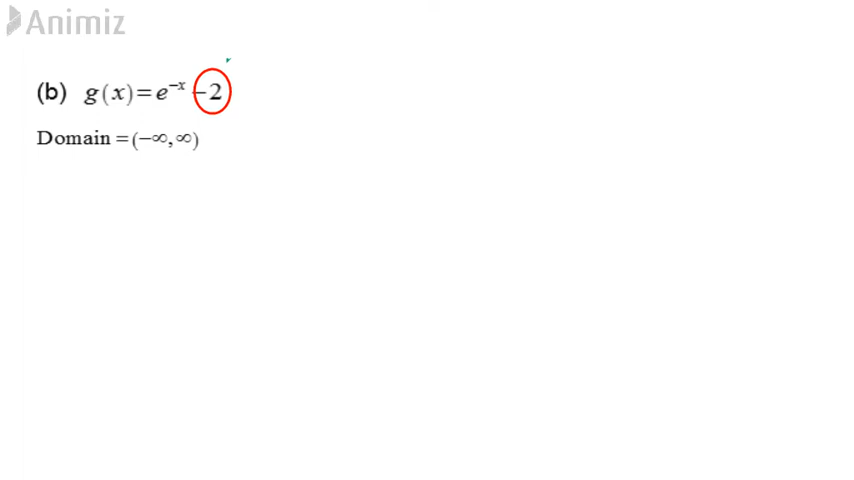 Animiz
(b) g(x)=e⁻ˣ −2
Domain =(−∞,∞)